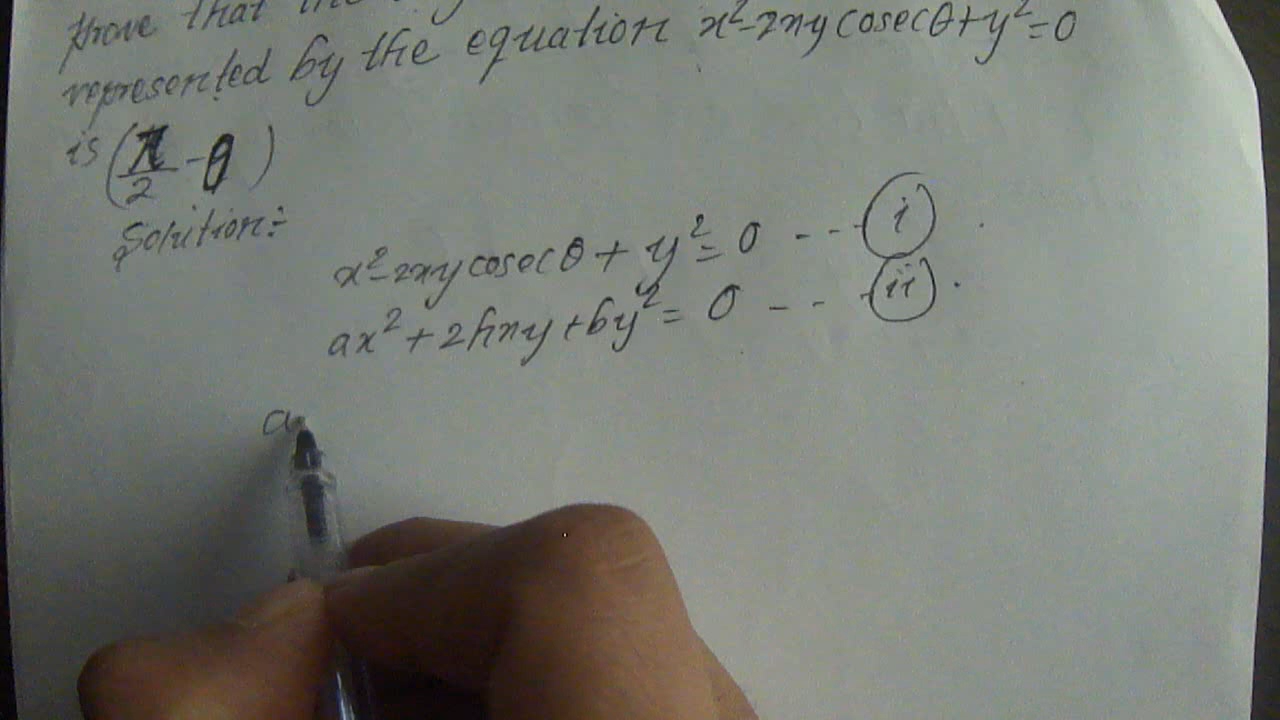 prove that the
represented by the equation x²-2xy cosecθ+y²=0
is (π/2 - θ)
Solution:-
x²-2xy cosecθ + y² = 0 --- (i)
ax² + 2hxy + by² = 0 --- (ii).
a